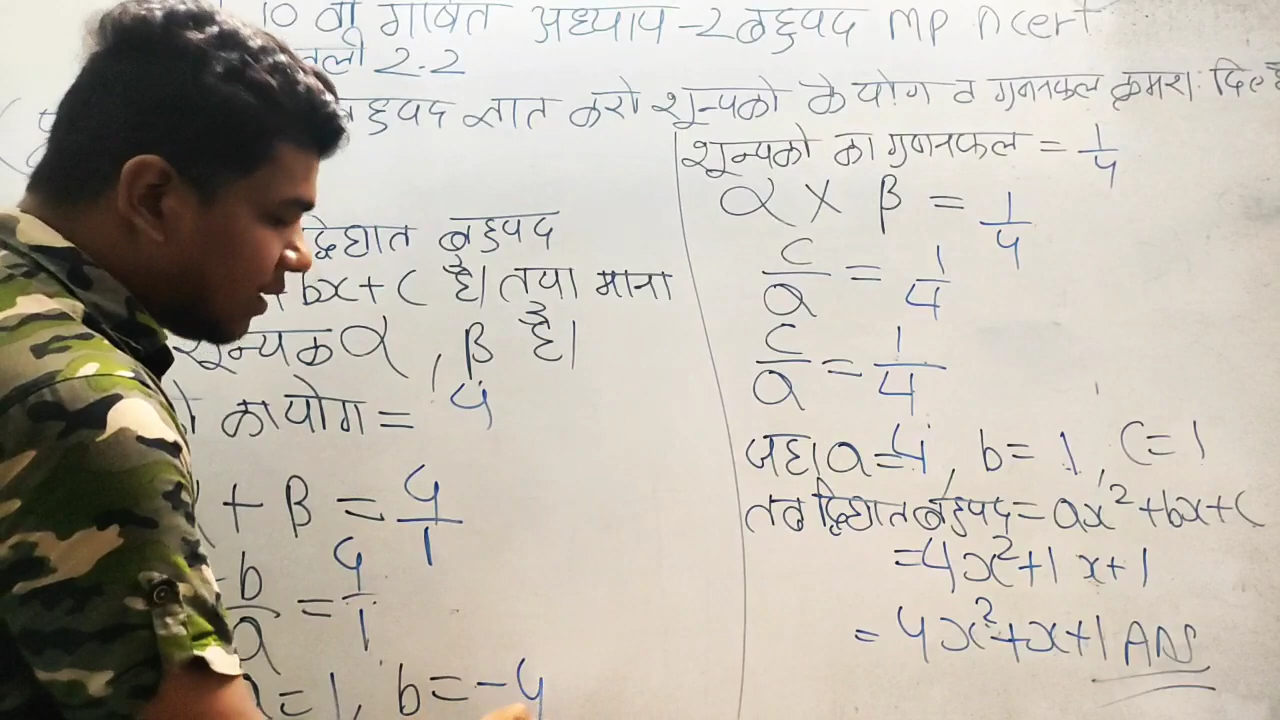 10 वी गणित अध्याय-2 बहुपद MP Ncert
2.2
बहुपद ज्ञात करो शून्यको के योग व गुणनफल क्रमशः दिए है
द्विघात बहुपद
+bx+c है। तथा माना
शून्यक α, β है।
का योग = 4
+ β = 4/1
-b/a = 4/1
a=1, b=-4
शून्यको का गुणनफल = 1/4
α × β = 1/4
c/a = 1/4
c/a = 1/4
जहा a=4, b=1, c=1
तब द्विघात बहुपद = ax²+bx+c
=4x²+1x+1
= 4x²+x+1 ANS